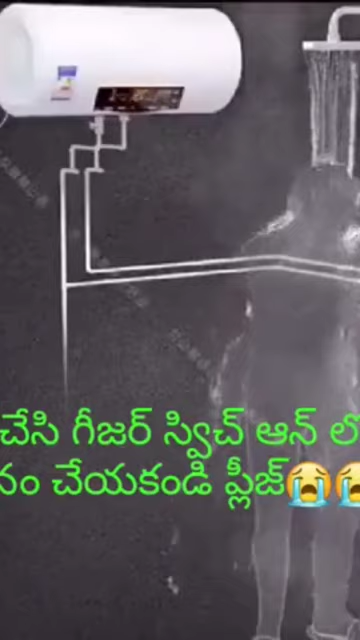 చేసి గీజర్ స్విచ్ ఆన్ లో
నం చేయకండి ప్లీజ్😭😭